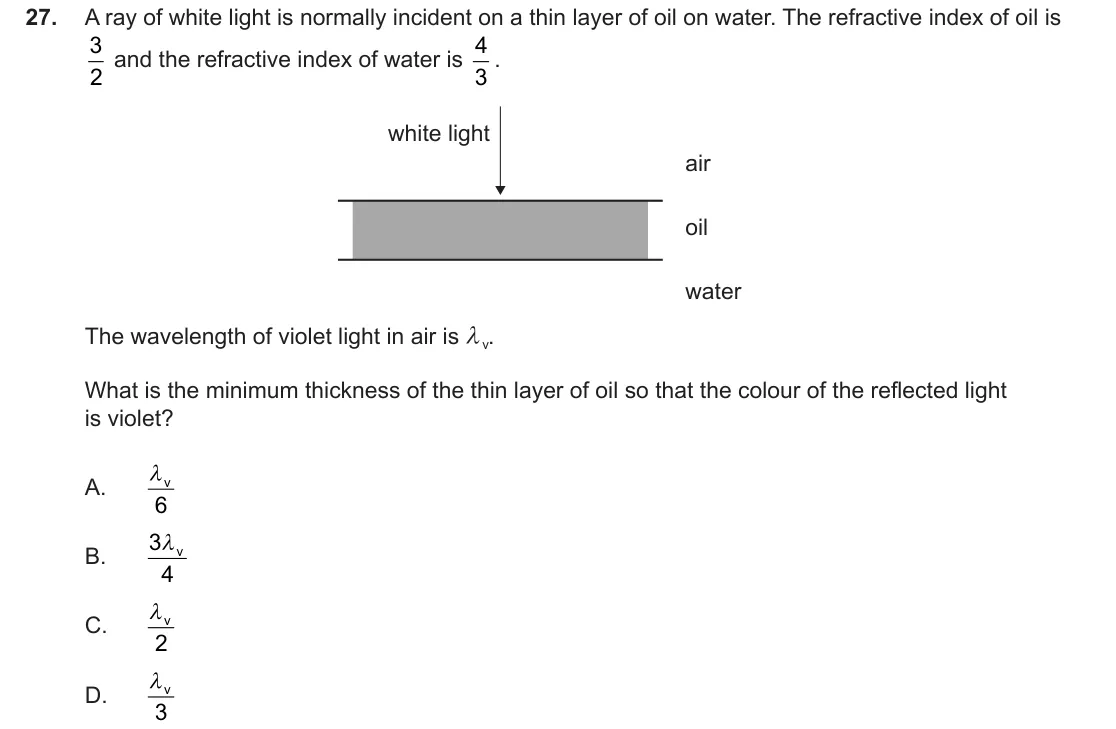 27. A ray of white light is normally incident on a thin layer of oil on water. The refractive index of oil is
3/2 and the refractive index of water is 4/3.
white light
air
oil
water
The wavelength of violet light in air is λv.
What is the minimum thickness of the thin layer of oil so that the colour of the reflected light
is violet?
A. λv/6
B. 3λv/4
C. λv/2
D. λv/3